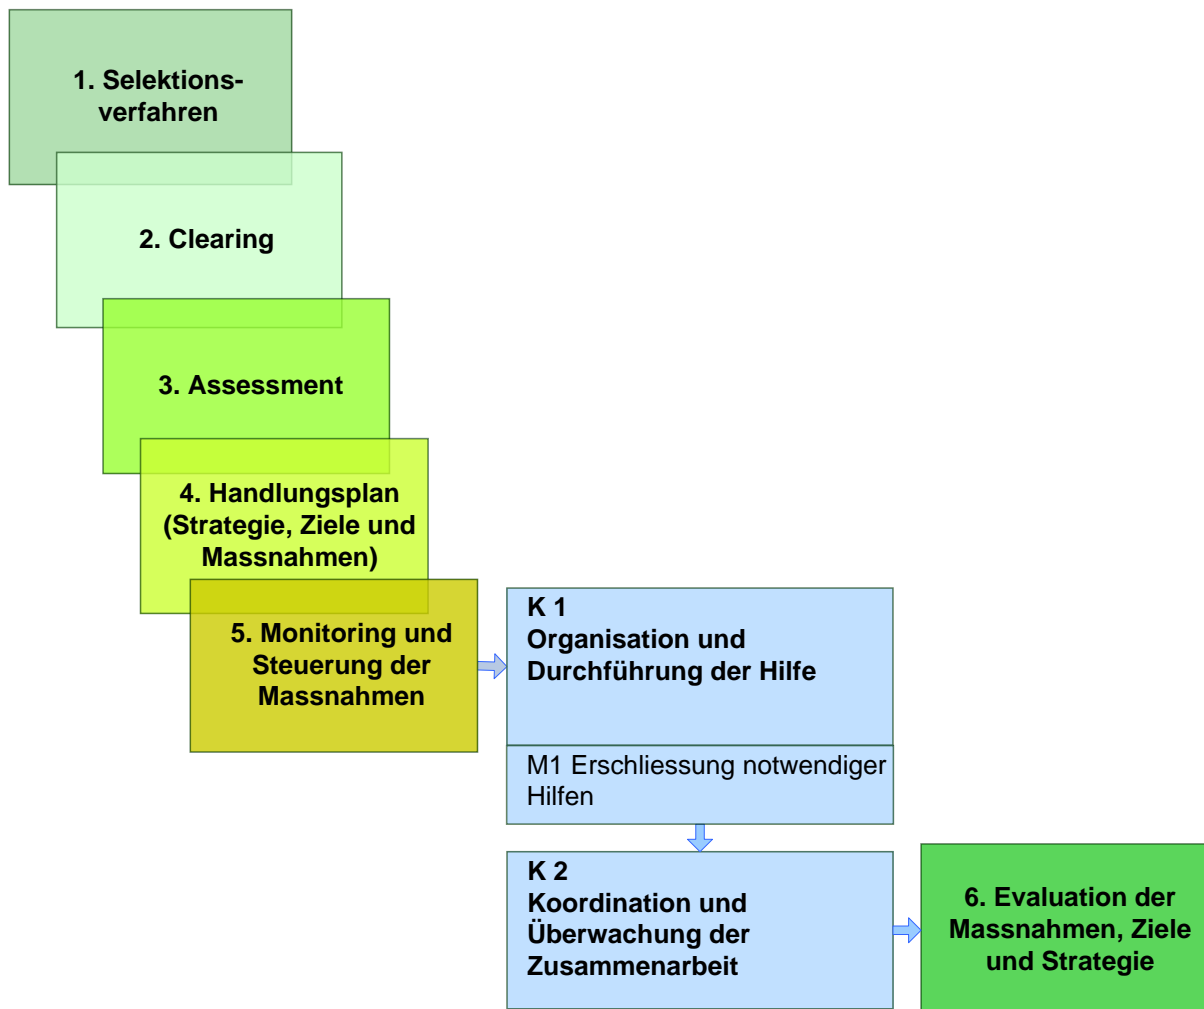 1. Selektions-
verfahren
2. Clearing
3. Assessment
4. Handlungsplan
(Strategie, Ziele und
Massnahmen)
5. Monitoring und
Steuerung der
Massnahmen
K 1
Organisation und
Durchführung der Hilfe
M1 Erschliessung notwendiger
Hilfen
K 2
Koordination und
Überwachung der
Zusammenarbeit
6. Evaluation der
Massnahmen, Ziele
und Strategie